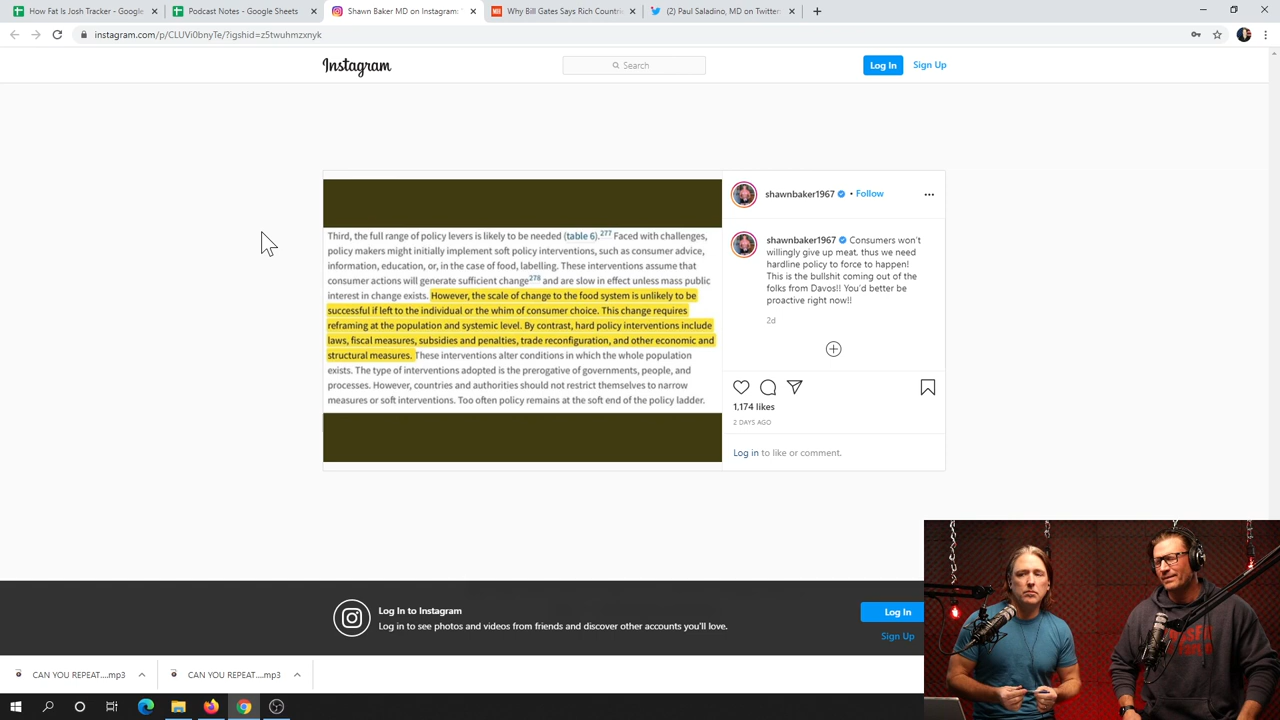 How Fat Is Josh Tracker - Google
Podcast Notes - Google Sheets
Shawn Baker MD on Instagram:
Why Bill Gates Says Rich Countri
(2) Paul Saladino, MD on Twitter
instagram.com/p/CLUVi0bnyTe/?igshid=z5twuhmzxnyk
Instagram
Search
Log In
Sign Up
Third, the full range of policy levers is likely to be needed (table 6).277 Faced with challenges,
policy makers might initially implement soft policy interventions, such as consumer advice,
information, education, or, in the case of food, labelling. These interventions assume that
consumer actions will generate sufficient change278 and are slow in effect unless mass public
interest in change exists. However, the scale of change to the food system is unlikely to be
successful if left to the individual or the whim of consumer choice. This change requires
reframing at the population and systemic level. By contrast, hard policy interventions include
laws, fiscal measures, subsidies and penalties, trade reconfiguration, and other economic and
structural measures. These interventions alter conditions in which the whole population
exists. The type of interventions adopted is the prerogative of governments, people, and
processes. However, countries and authorities should not restrict themselves to narrow
measures or soft interventions. Too often policy remains at the soft end of the policy ladder.
shawnbaker1967 • Follow
shawnbaker1967 Consumers won't
willingly give up meat, thus we need
hardline policy to force to happen!
This is the bullshit coming out of the
folks from Davos!! You'd better be
proactive right now!!
2d
1,174 likes
2 DAYS AGO
Log in to like or comment.
Log In to Instagram
Log in to see photos and videos from friends and discover other accounts you'll love.
Log In
Sign Up
CAN YOU REPEAT....mp3
CAN YOU REPEAT....mp3